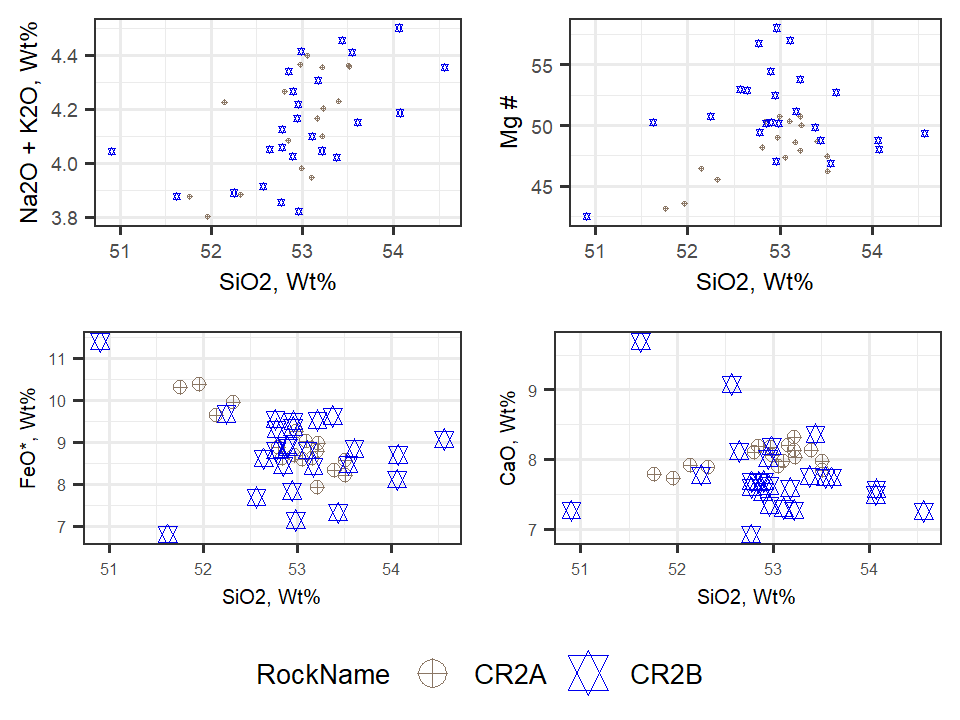 Na2O + K2O, Wt%
4.4
4.2
4.0
3.8
51 52 53 54
SiO2, Wt%
Mg #
55
50
45
51 52 53 54
SiO2, Wt%
FeO*, Wt%
11
10
9
8
7
51 52 53 54
SiO2, Wt%
CaO, Wt%
9
8
7
51 52 53 54
SiO2, Wt%
RockName CR2A CR2B